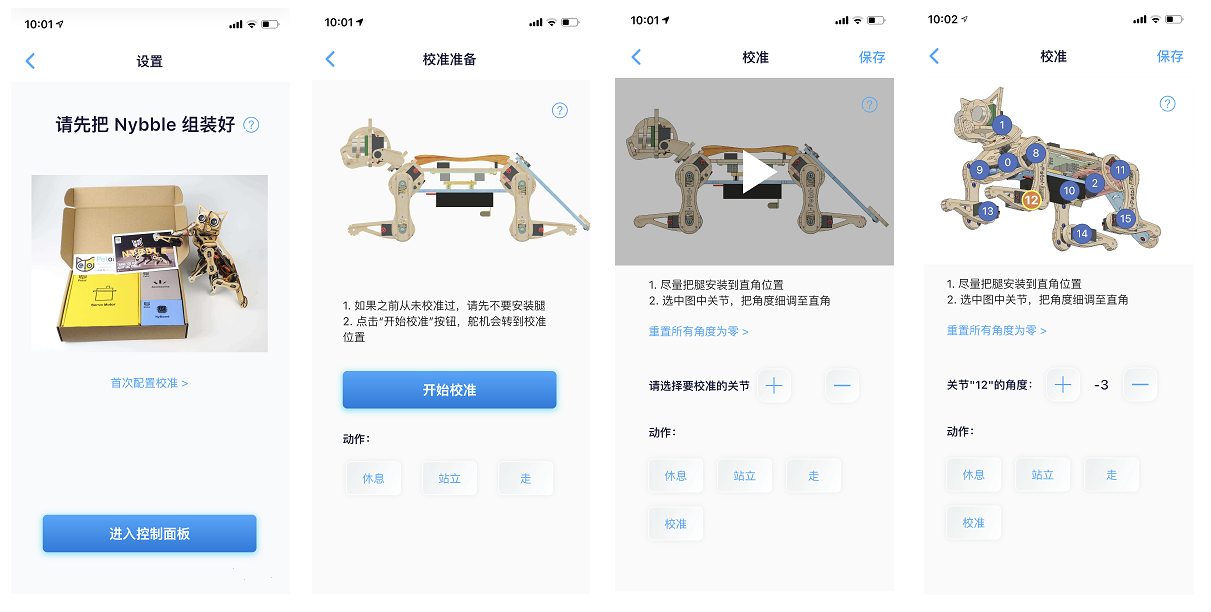 10:01
设置
请先把 Nybble 组装好 ?
首次配置校准 >
进入控制面板
10:01
校准准备
?
1. 如果之前从未校准过，请先不要安装腿
2. 点击“开始校准”按钮，舵机会转到校准
位置
开始校准
动作：
休息 站立 走
10:01
校准 保存
?
1. 尽量把腿安装到直角位置
2. 选中图中关节，把角度细调至直角
重置所有角度为零 >
请选择要校准的关节 + —
动作：
休息 站立 走
校准
10:02
校准 保存
?
1
8
0
9
11
2
10
12
13
15
14
1. 尽量把腿安装到直角位置
2. 选中图中关节，把角度细调至直角
重置所有角度为零 >
关节"12"的角度： + -3 —
动作：
休息 站立 走
校准